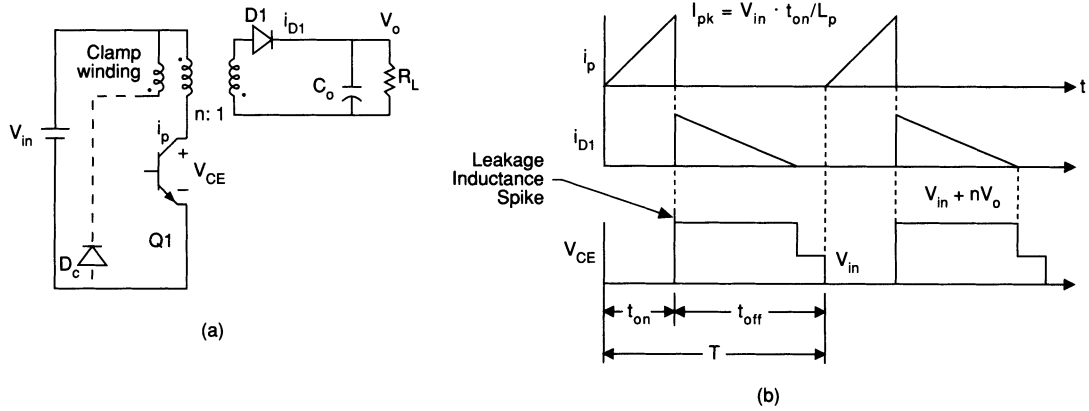 D1
i_D1
V_o
Clamp
winding
C_o
R_L
n: 1
V_in
i_p
+
V_CE
−
Q1
D_c
(a)
I_pk = V_in · t_on/L_p
i_p
t
i_D1
Leakage
Inductance
Spike
V_in + nV_o
V_CE
V_in
t_on
t_off
T
(b)